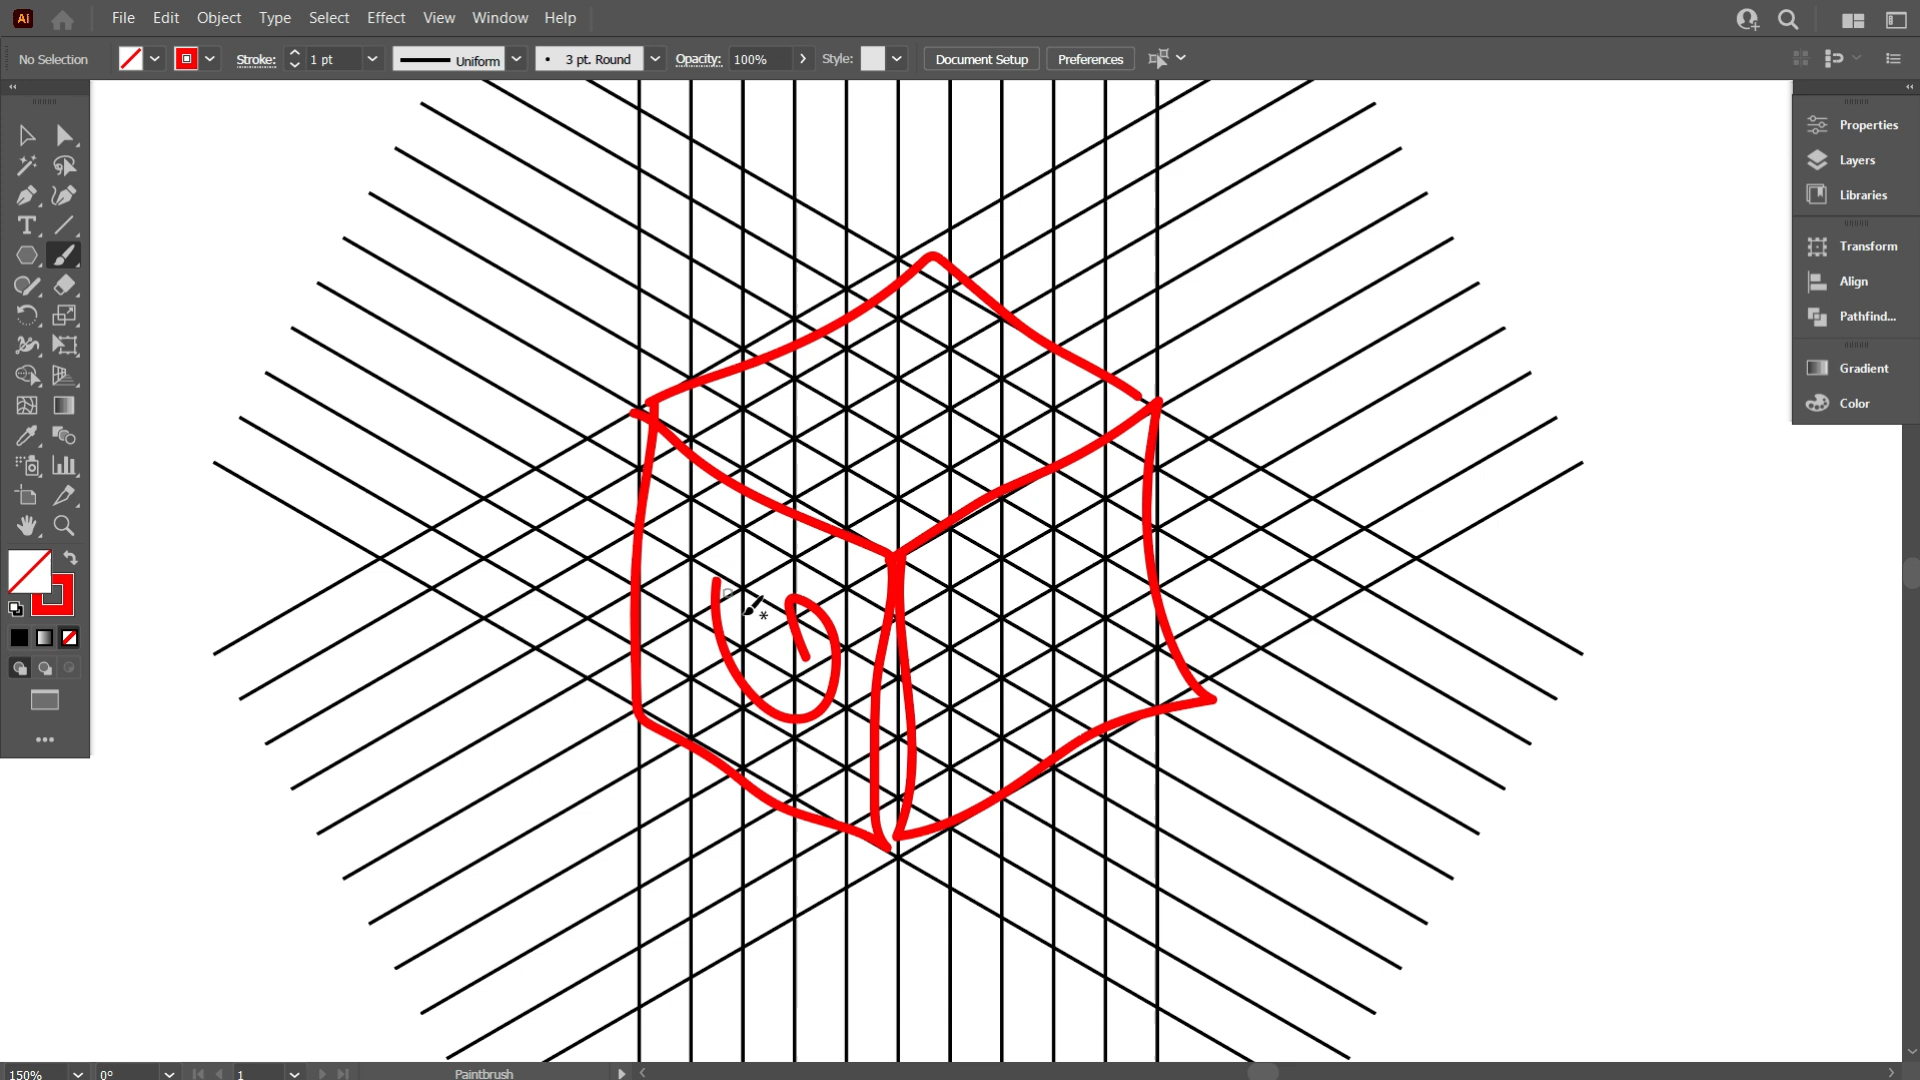 Ai File Edit Object Type Select Effect View Window Help
No Selection Stroke: 1 pt Uniform 3 pt. Round Opacity: 100% Style: Document Setup Preferences
Properties
Layers
Libraries
Transform
Align
Pathfind...
Gradient
Color
150% 0° 1 Paintbrush